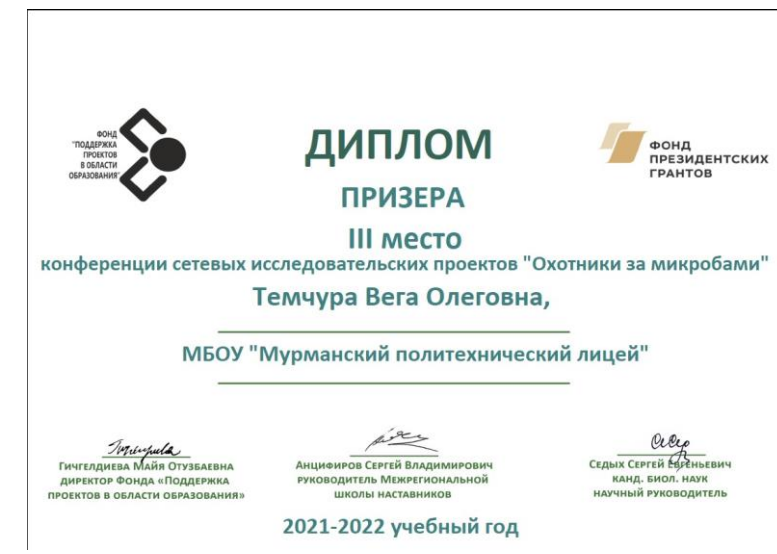 ФОНД
"ПОДДЕРЖКА
ПРОЕКТОВ
В ОБЛАСТИ
ОБРАЗОВАНИЯ"
ДИПЛОМ
ФОНД
ПРЕЗИДЕНТСКИХ
ГРАНТОВ
ПРИЗЕРА
III место
конференции сетевых исследовательских проектов "Охотники за микробами"
Темчура Вега Олеговна,
МБОУ "Мурманский политехнический лицей"
Гичгелдиева Майя Отузбаевна
директор Фонда «Поддержка
проектов в области образования»
Анцифиров Сергей Владимирович
руководитель Межрегиональной
школы наставников
Седых Сергей Евгеньевич
канд. биол. наук
научный руководитель
2021-2022 учебный год